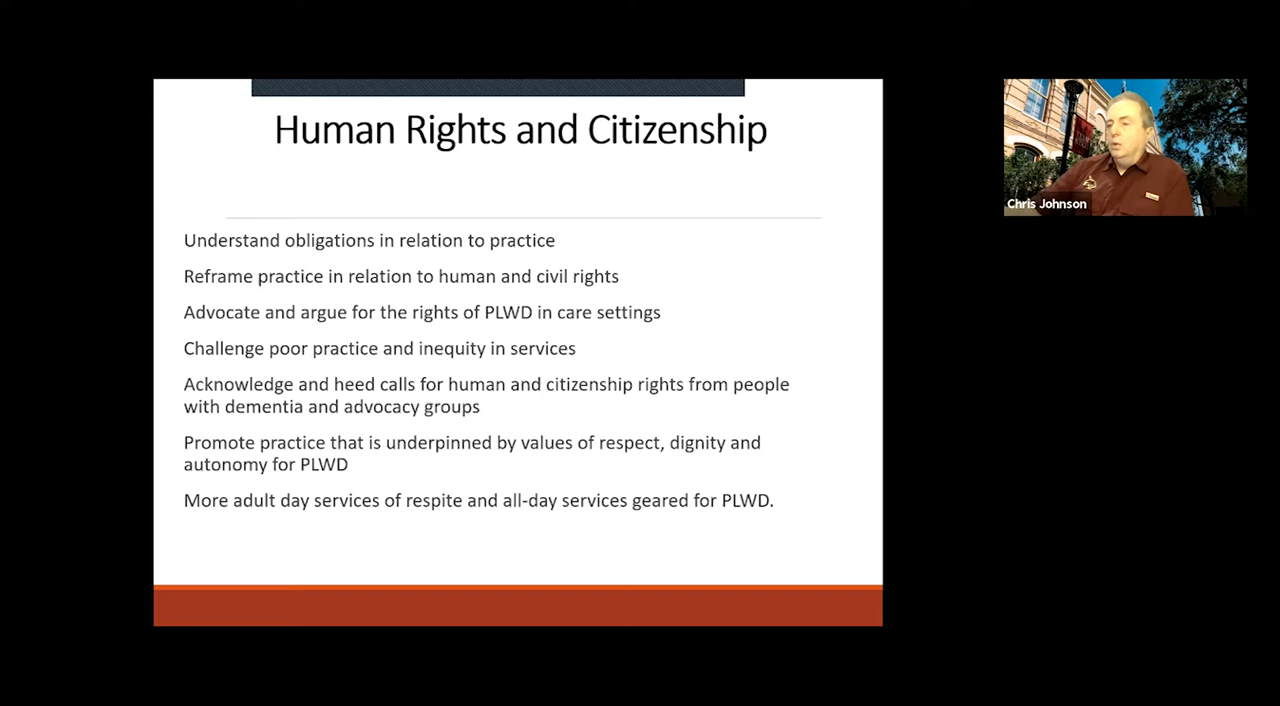 Human Rights and Citizenship
Understand obligations in relation to practice
Reframe practice in relation to human and civil rights
Advocate and argue for the rights of PLWD in care settings
Challenge poor practice and inequity in services
Acknowledge and heed calls for human and citizenship rights from people
with dementia and advocacy groups
Promote practice that is underpinned by values of respect, dignity and
autonomy for PLWD
More adult day services of respite and all-day services geared for PLWD.
Chris Johnson